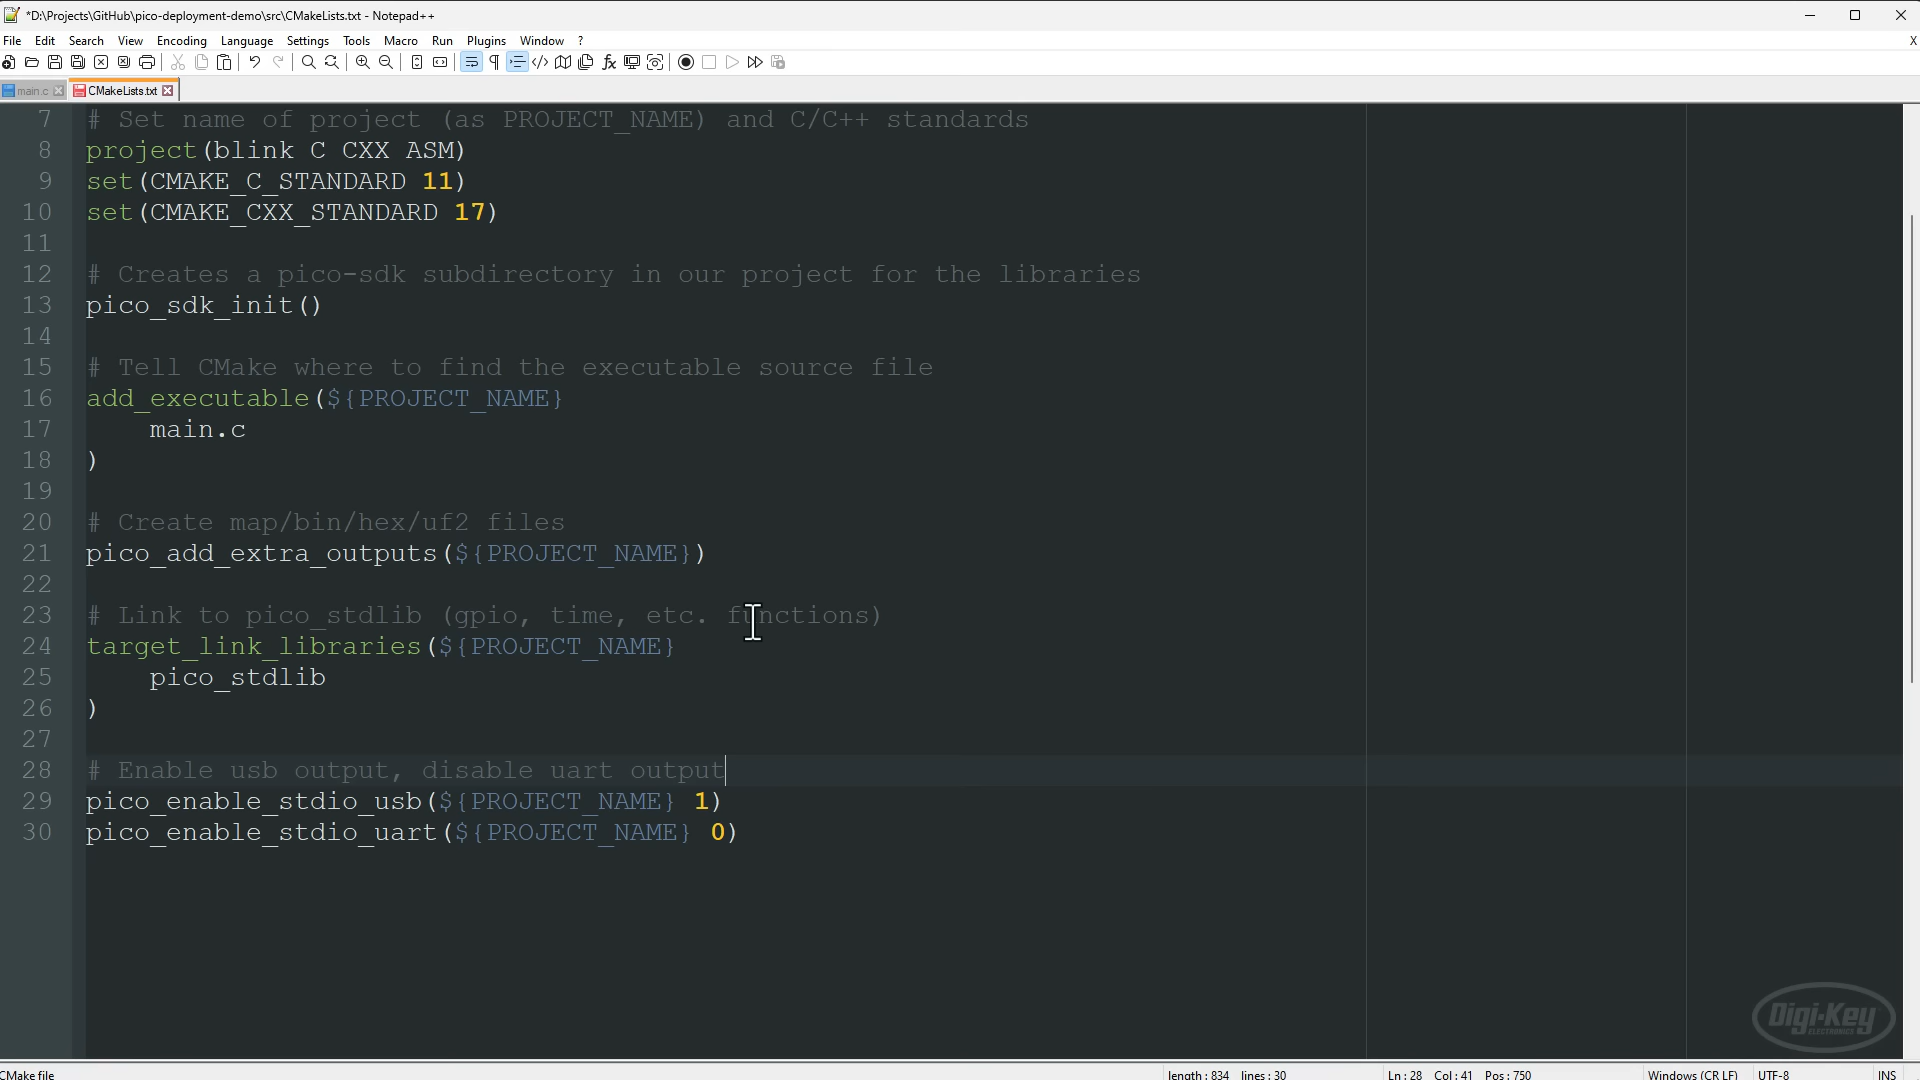 *D:\Projects\GitHub\pico-deployment-demo\src\CMakeLists.txt - Notepad++
File Edit Search View Encoding Language Settings Tools Macro Run Plugins Window ? X
main.c CMakeLists.txt
7 # Set name of project (as PROJECT_NAME) and C/C++ standards
8 project(blink C CXX ASM)
9 set(CMAKE_C_STANDARD 11)
10 set(CMAKE_CXX_STANDARD 17)
11
12 # Creates a pico-sdk subdirectory in our project for the libraries
13 pico_sdk_init()
14
15 # Tell CMake where to find the executable source file
16 add_executable(${PROJECT_NAME}
17     main.c
18 )
19
20 # Create map/bin/hex/uf2 files
21 pico_add_extra_outputs(${PROJECT_NAME})
22
23 # Link to pico_stdlib (gpio, time, etc. functions)
24 target_link_libraries(${PROJECT_NAME}
25     pico_stdlib
26 )
27
28 # Enable usb output, disable uart output
29 pico_enable_stdio_usb(${PROJECT_NAME} 1)
30 pico_enable_stdio_uart(${PROJECT_NAME} 0)
Digi-Key
ELECTRONICS
CMake file length : 834 lines : 30 Ln : 28 Col : 41 Pos : 750 Windows (CR LF) UTF-8 INS